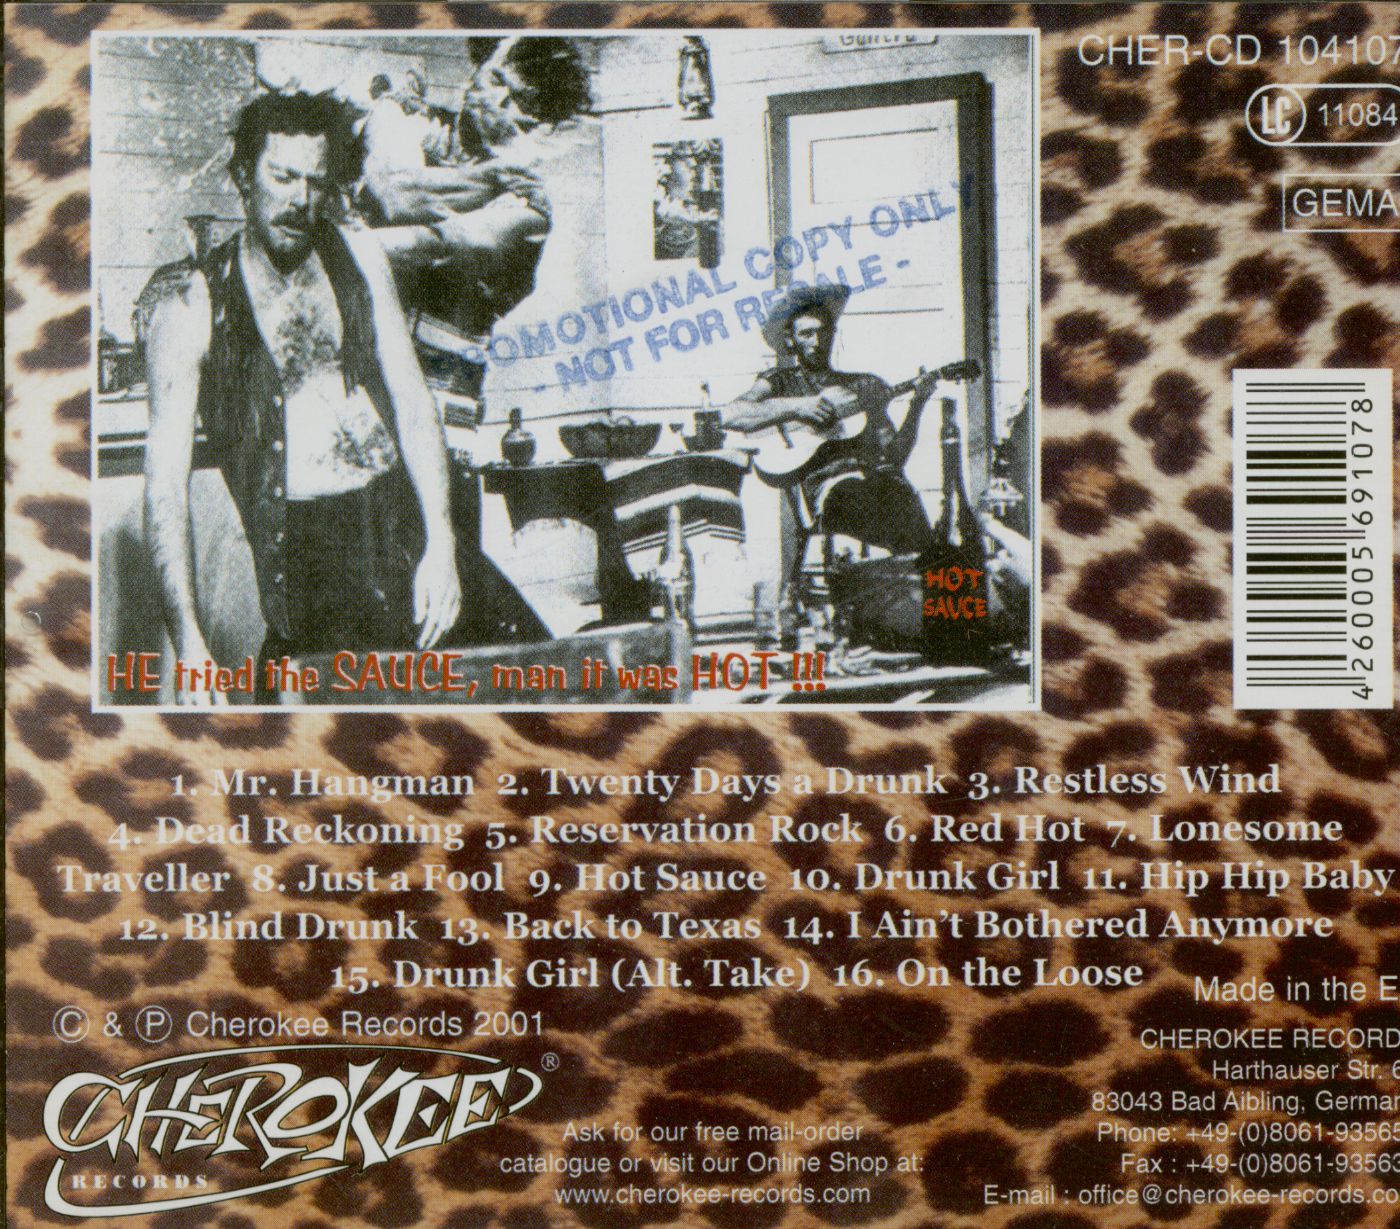 CHER-CD 104107
LC 11084
GEMA
PROMOTIONAL COPY ONLY
- NOT FOR RESALE -
HOT
SAUCE
HE tried the SAUCE, man it was HOT !!!
4 260005 691078
1. Mr. Hangman 2. Twenty Days a Drunk 3. Restless Wind
4. Dead Reckoning 5. Reservation Rock 6. Red Hot 7. Lonesome
Traveller 8. Just a Fool 9. Hot Sauce 10. Drunk Girl 11. Hip Hip Baby
12. Blind Drunk 13. Back to Texas 14. I Ain't Bothered Anymore
15. Drunk Girl (Alt. Take) 16. On the Loose
Made in the E
© & ℗ Cherokee Records 2001
CHEROKEE®
RECORDS
Ask for our free mail-order
catalogue or visit our Online Shop at:
www.cherokee-records.com
CHEROKEE RECORD
Harthauser Str. 6
83043 Bad Aibling, German
Phone: +49-(0)8061-93565
Fax : +49-(0)8061-93563
E-mail : office@cherokee-records.co